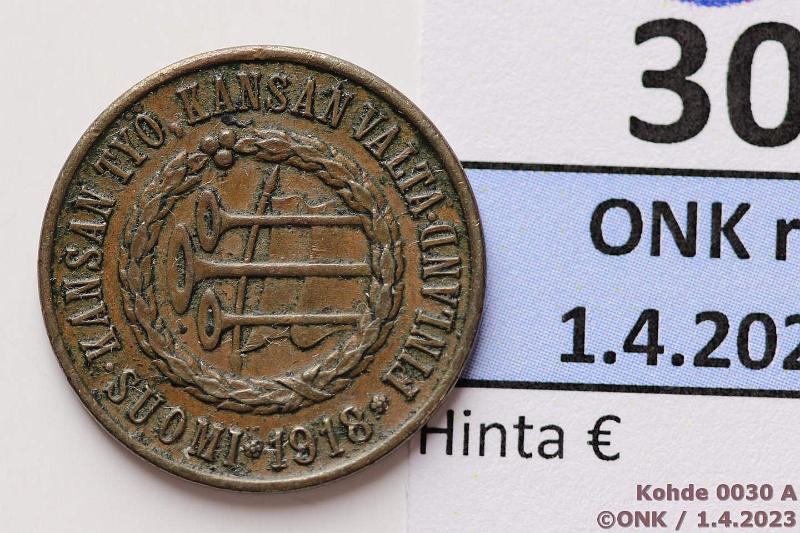 KANSAN TYÖ, KANSAN VALTA · SUOMI * 1918 * FINLAND ·
30
ONK
1.4.202
Hinta €
Kohde 0030 A
©ONK / 1.4.2023